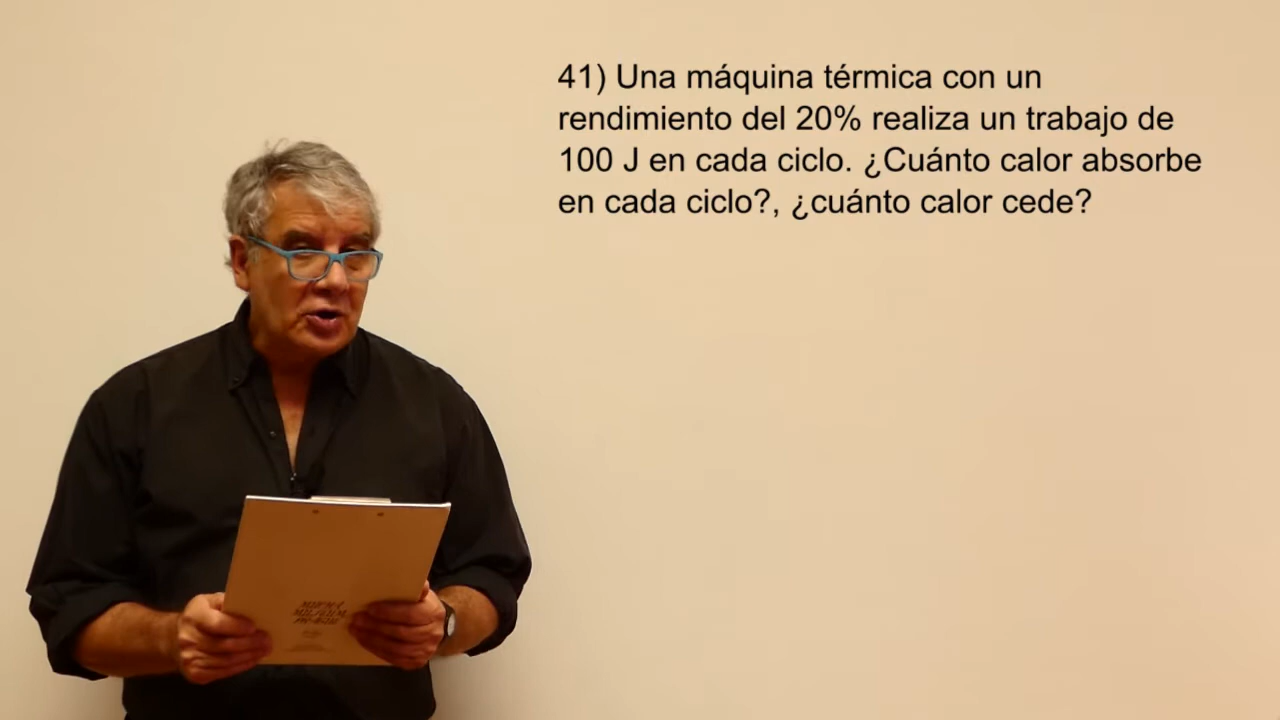 41) Una máquina térmica con un
rendimiento del 20% realiza un trabajo de
100 J en cada ciclo. ¿Cuánto calor absorbe
en cada ciclo?, ¿cuánto calor cede?